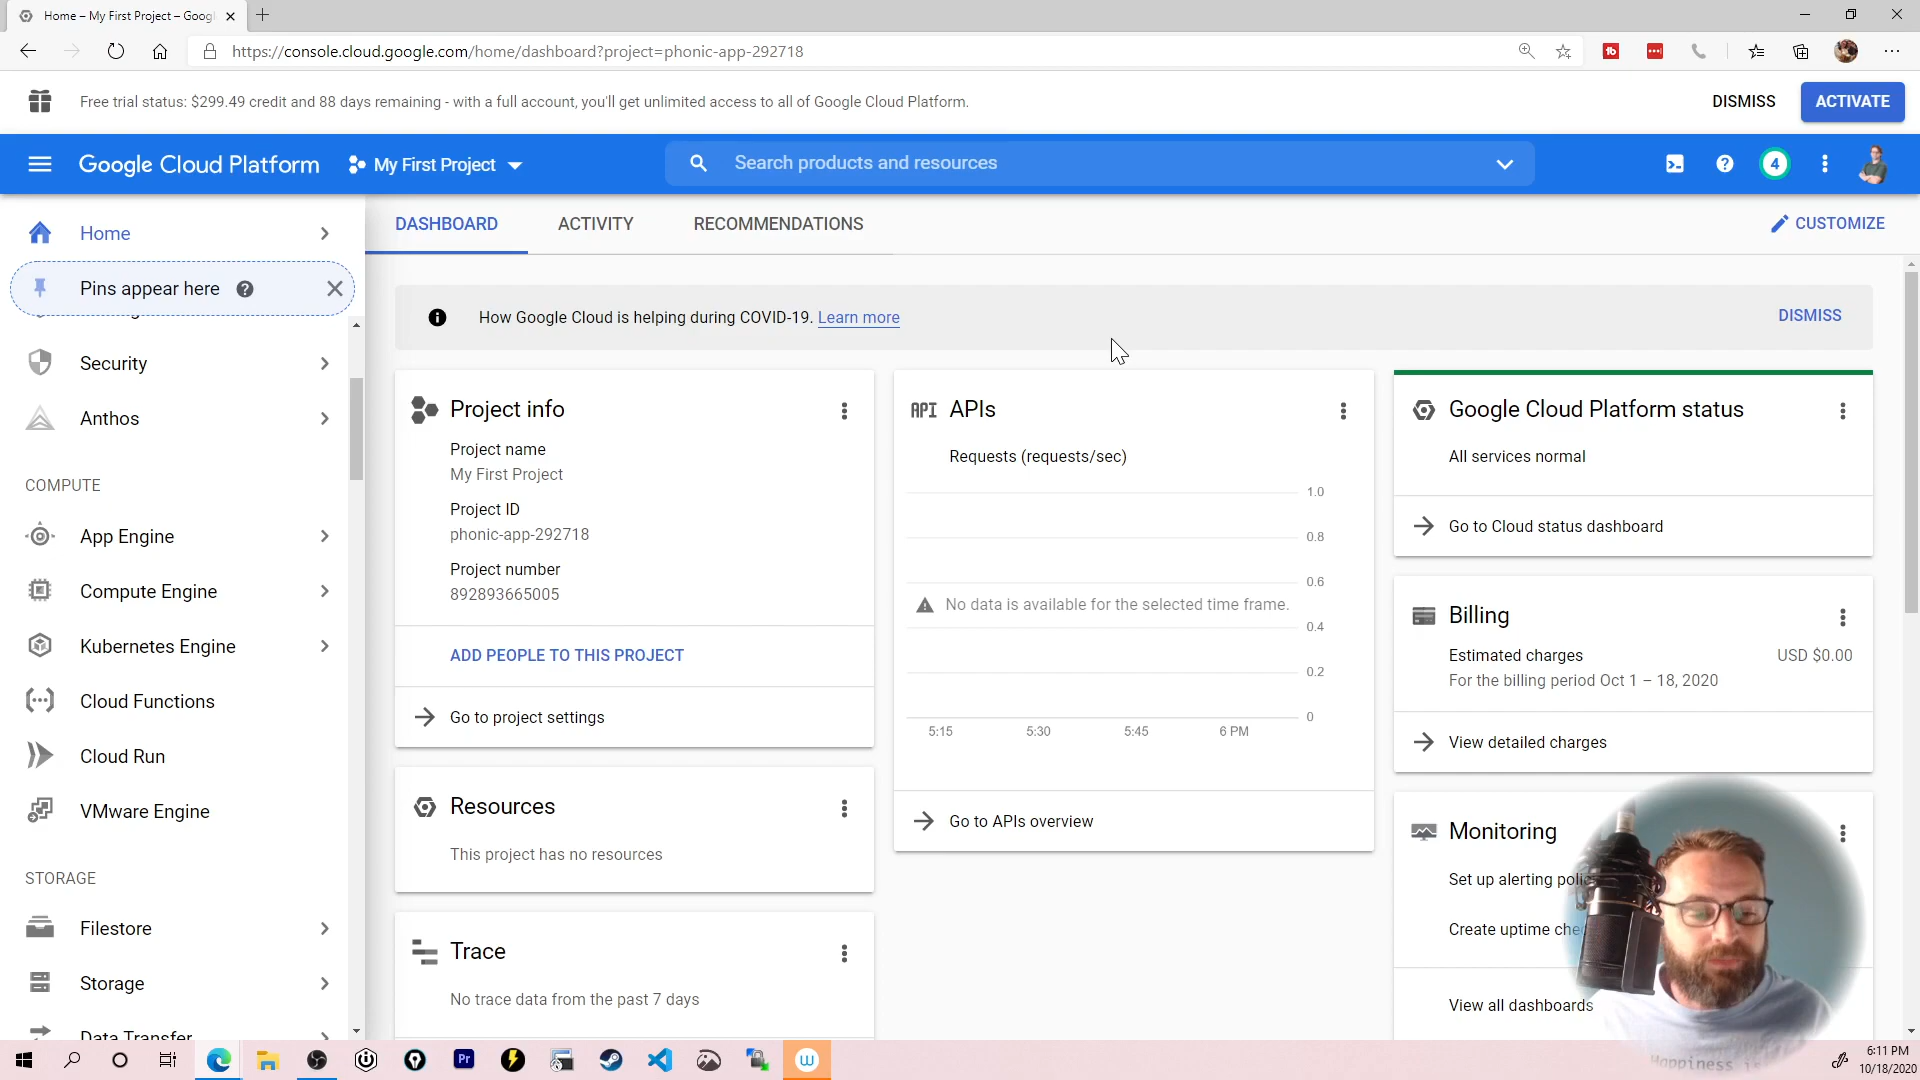 Home – My First Project – Goog
https://console.cloud.google.com/home/dashboard?project=phonic-app-292718
Free trial status: $299.49 credit and 88 days remaining - with a full account, you'll get unlimited access to all of Google Cloud Platform.
DISMISS
ACTIVATE
Google Cloud Platform
My First Project
Search products and resources
4
Home
Pins appear here
Security
Anthos
COMPUTE
App Engine
Compute Engine
Kubernetes Engine
Cloud Functions
Cloud Run
VMware Engine
STORAGE
Filestore
Storage
Data Transfer
DASHBOARD
ACTIVITY
RECOMMENDATIONS
CUSTOMIZE
How Google Cloud is helping during COVID-19. Learn more
DISMISS
Project info
Project name
My First Project
Project ID
phonic-app-292718
Project number
892893665005
ADD PEOPLE TO THIS PROJECT
Go to project settings
Resources
This project has no resources
Trace
No trace data from the past 7 days
API APIs
Requests (requests/sec)
1.0
0.8
0.6
No data is available for the selected time frame.
0.4
0.2
0
5:15 5:30 5:45 6 PM
Go to APIs overview
Google Cloud Platform status
All services normal
Go to Cloud status dashboard
Billing
Estimated charges USD $0.00
For the billing period Oct 1 – 18, 2020
View detailed charges
Monitoring
Set up alerting poli
Create uptime che
View all dashboards
Happiness is
Pr
6:11 PM
10/18/2020